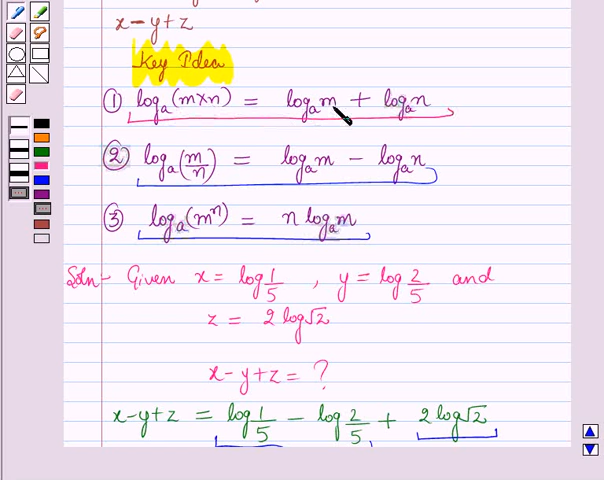 x - y + z
Key Idea
① logₐ(m×n) = logₐm + logₐn
② logₐ(m/n) = logₐm - logₐn
③ logₐ(mⁿ) = n logₐm
Soln- Given x = log 1/5 , y = log 2/5 and
z = 2 log√2
x - y + z = ?
x - y + z = log 1/5 - log 2/5 + 2 log√2